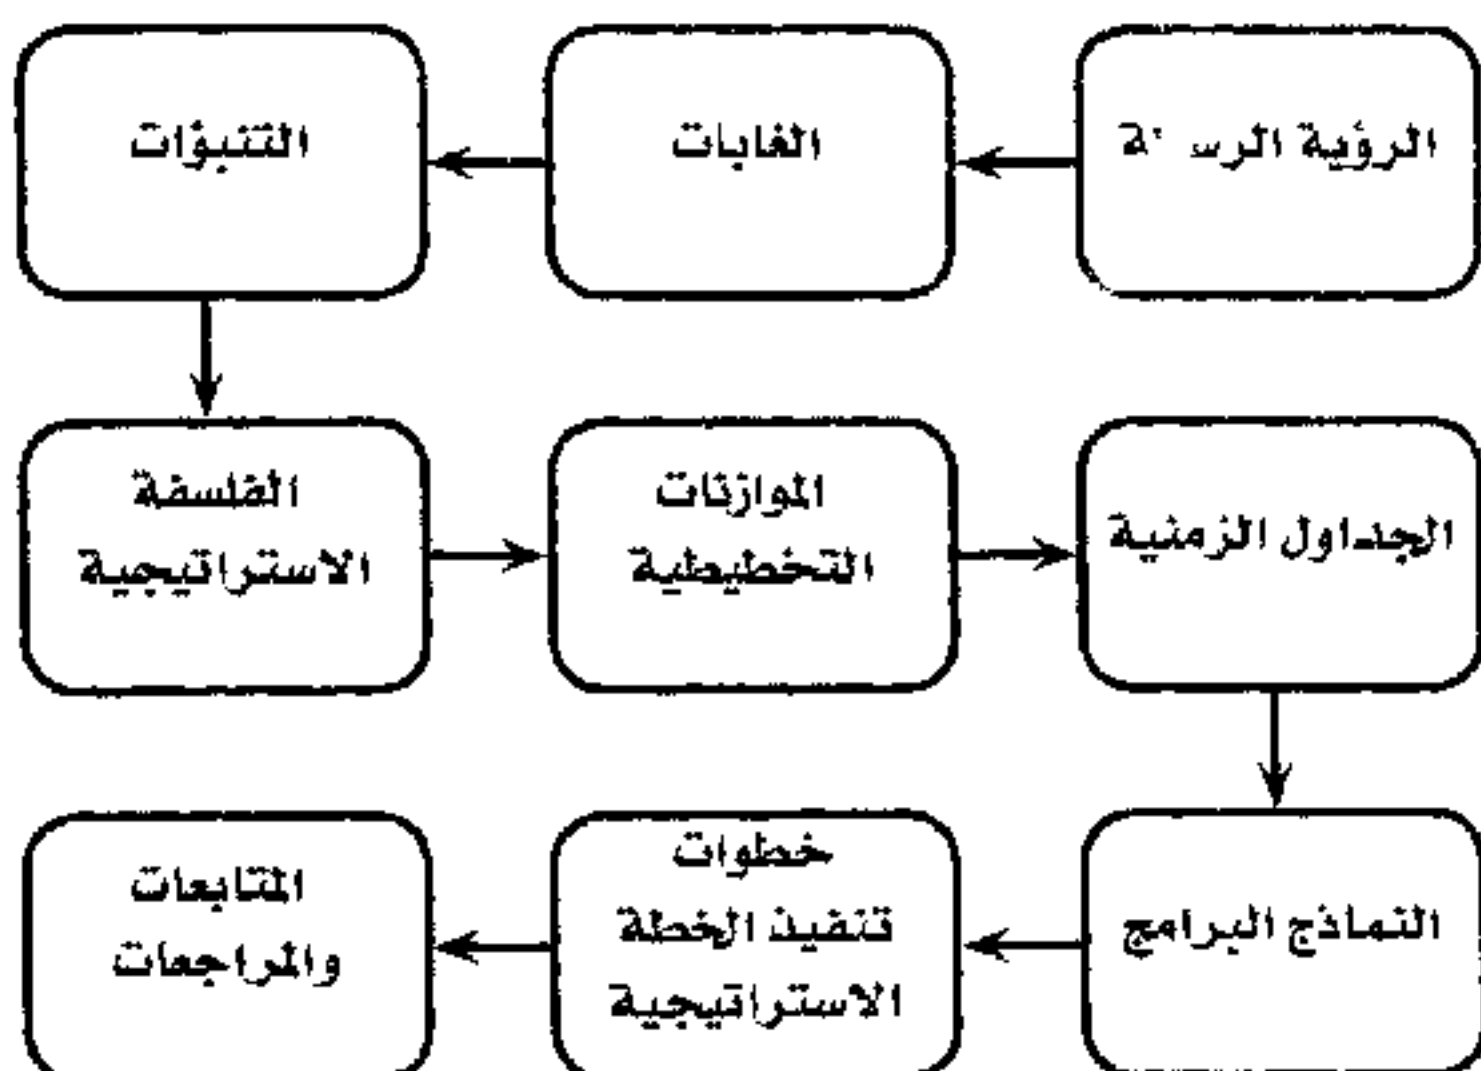 الرؤية
الغايات
التنبؤات
الفلسفة
الاستراتيجية
الموازنات
التخطيطية
الجداول الزمنية
النماذج البرامج
خطوات
تنفيذ الخطة
الاستراتيجية
المتابعات
والمراجعات